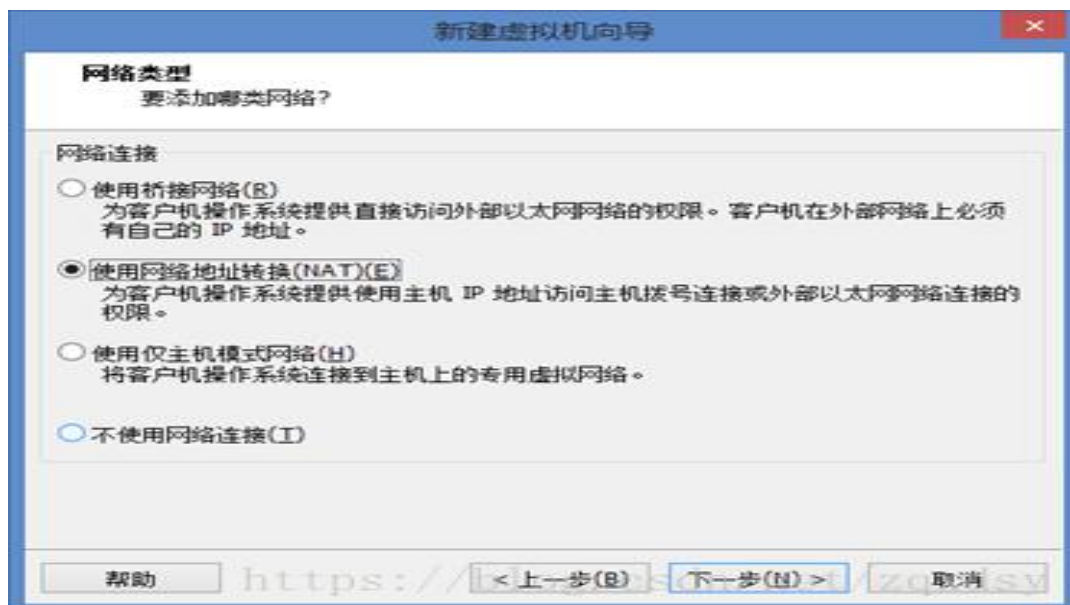 新建虚拟机向导
网络类型
要添加哪类网络?
网络连接
使用桥接网络(R)
为客户机操作系统提供直接访问外部以太网网络的权限。客户机在外部网络上必须
有自己的 IP 地址。
使用网络地址转换(NAT)(E)
为客户机操作系统提供使用主机 IP 地址访问主机拨号连接或外部以太网网络连接的
权限。
使用仅主机模式网络(H)
将客户机操作系统连接到主机上的专用虚拟网络。
不使用网络连接(T)
帮助
< 上一步(B)
下一步(N) >
取消
https://